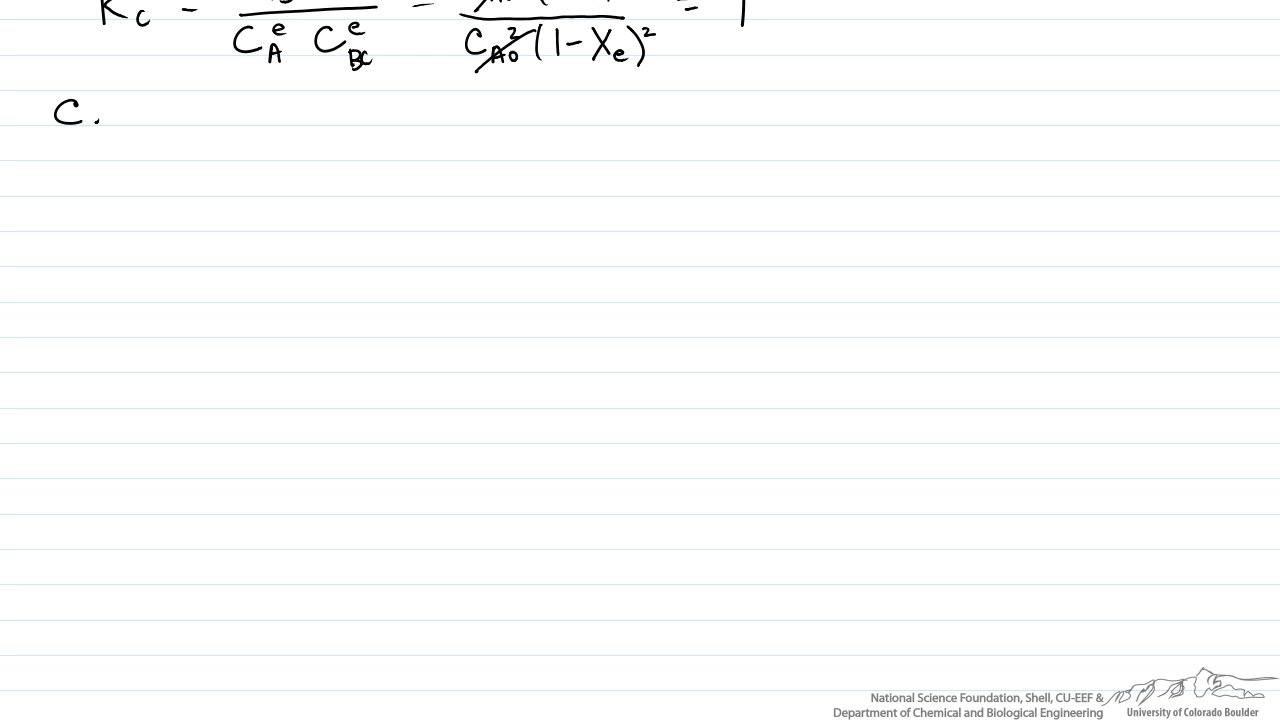 Kc = = = 1
C_A^e C_BC^e C_A0^2 (1-X_e)^2
C.
National Science Foundation, Shell, CU-EEF &
Department of Chemical and Biological Engineering
University of Colorado Boulder